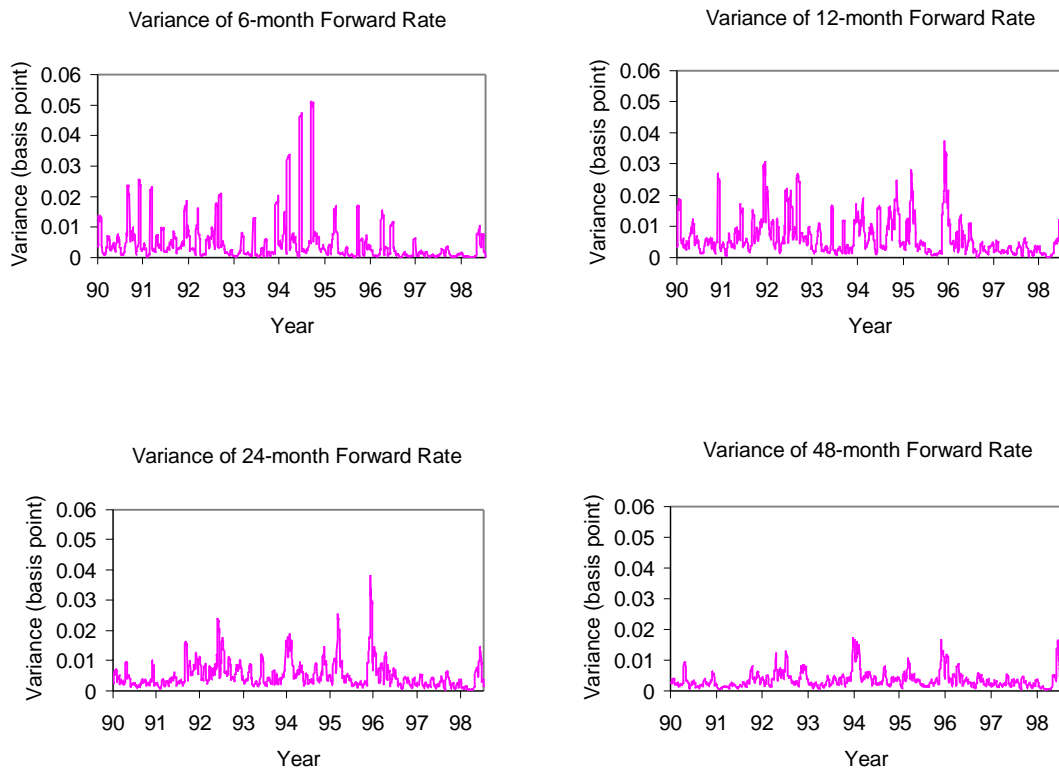 Variance of 6-month Forward Rate
Variance (basis point)
0.06
0.05
0.04
0.03
0.02
0.01
0
90 91 92 93 94 95 96 97 98
Year
Variance of 12-month Forward Rate
Variance (basis point)
0.06
0.05
0.04
0.03
0.02
0.01
0
90 91 92 93 94 95 96 97 98
Year
Variance of 24-month Forward Rate
Variance (basis point)
0.06
0.05
0.04
0.03
0.02
0.01
0
90 91 92 93 94 95 96 97 98
Year
Variance of 48-month Forward Rate
Variance (basis point)
0.06
0.05
0.04
0.03
0.02
0.01
0
90 91 92 93 94 95 96 97 98
Year